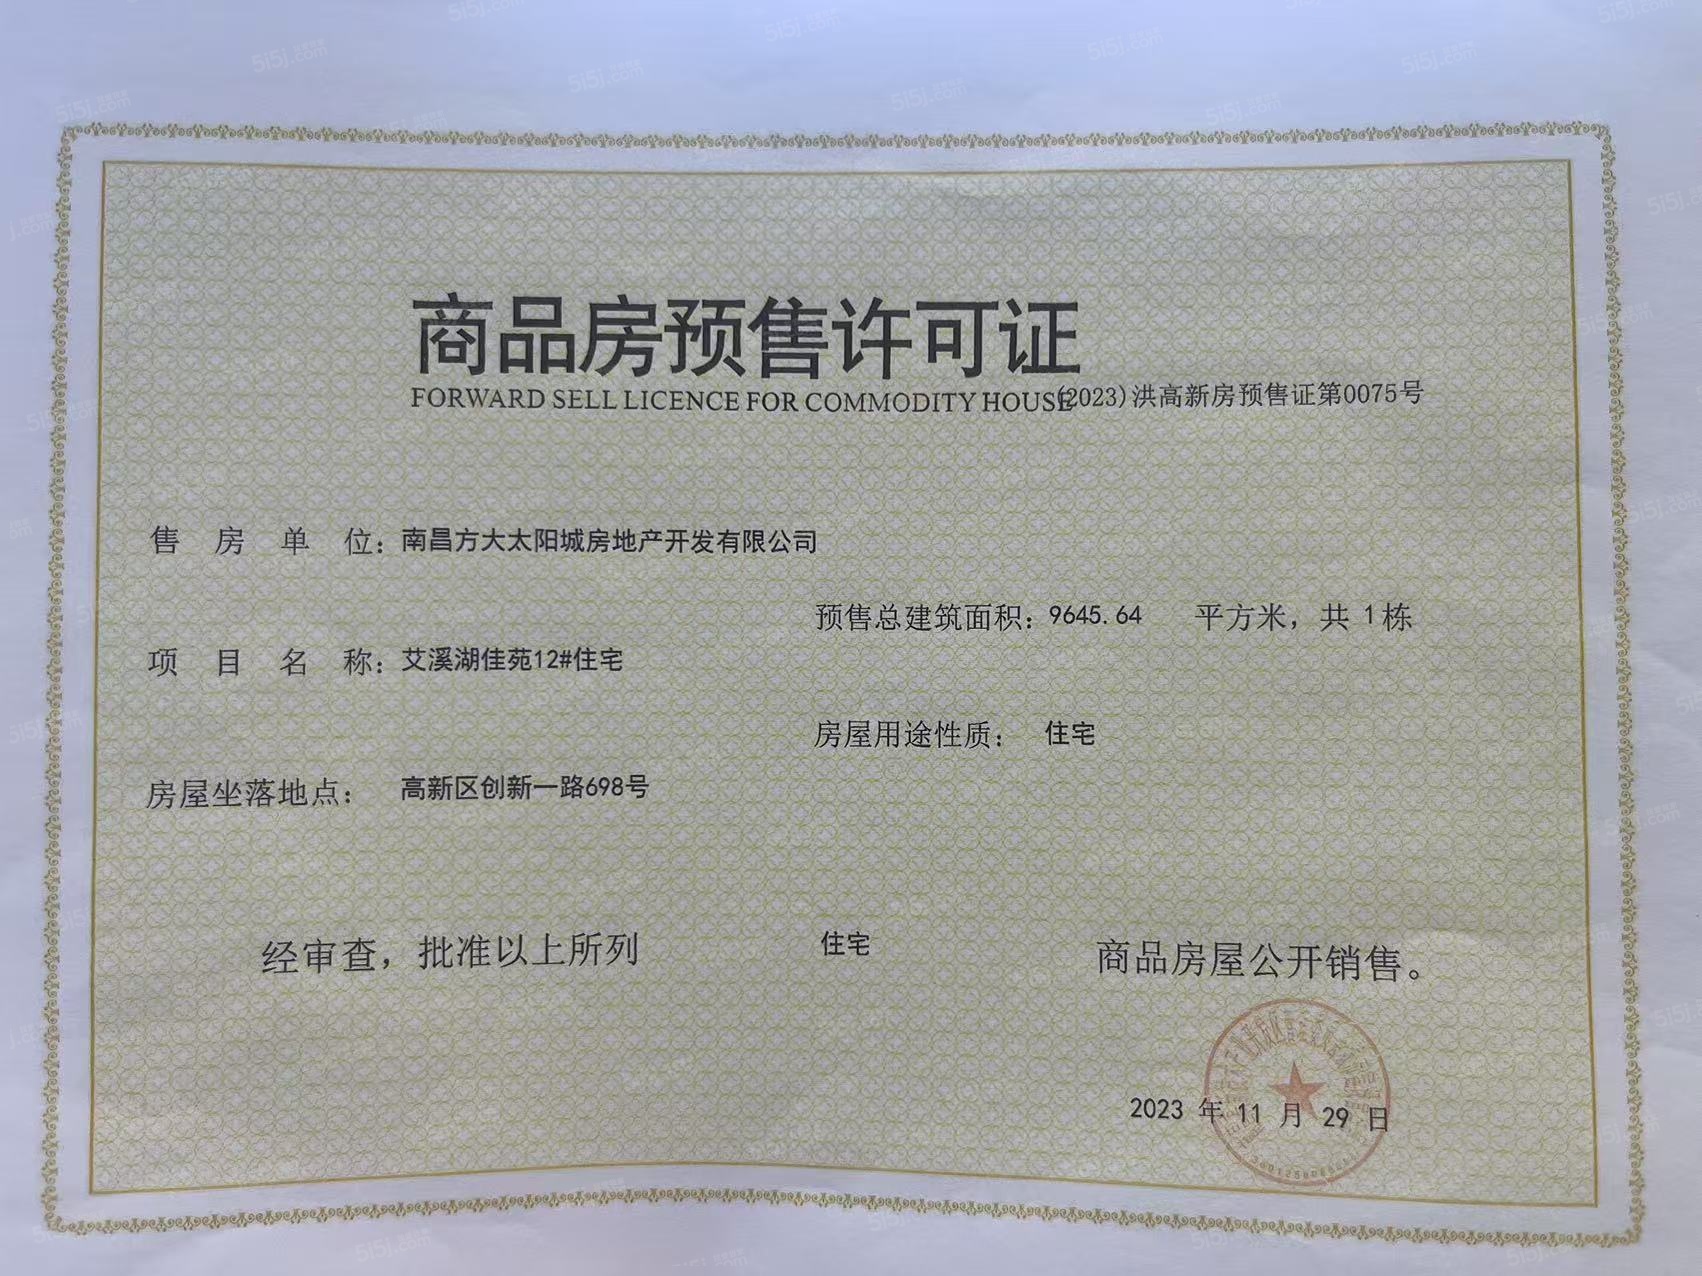 商品房预售许可证
FORWARD SELL LICENCE FOR COMMODITY HOUSE
(2023)洪高新房预售证第0075号
售房单位：南昌方大太阳城房地产开发有限公司
预售总建筑面积：9645.64 平方米，共 1 栋
项目名称：艾溪湖佳苑12#住宅
房屋用途性质： 住宅
房屋坐落地点： 高新区创新一路698号
经审查，批准以上所列 住宅 商品房屋公开销售。
2023 年 11 月 29 日
5i5j.com